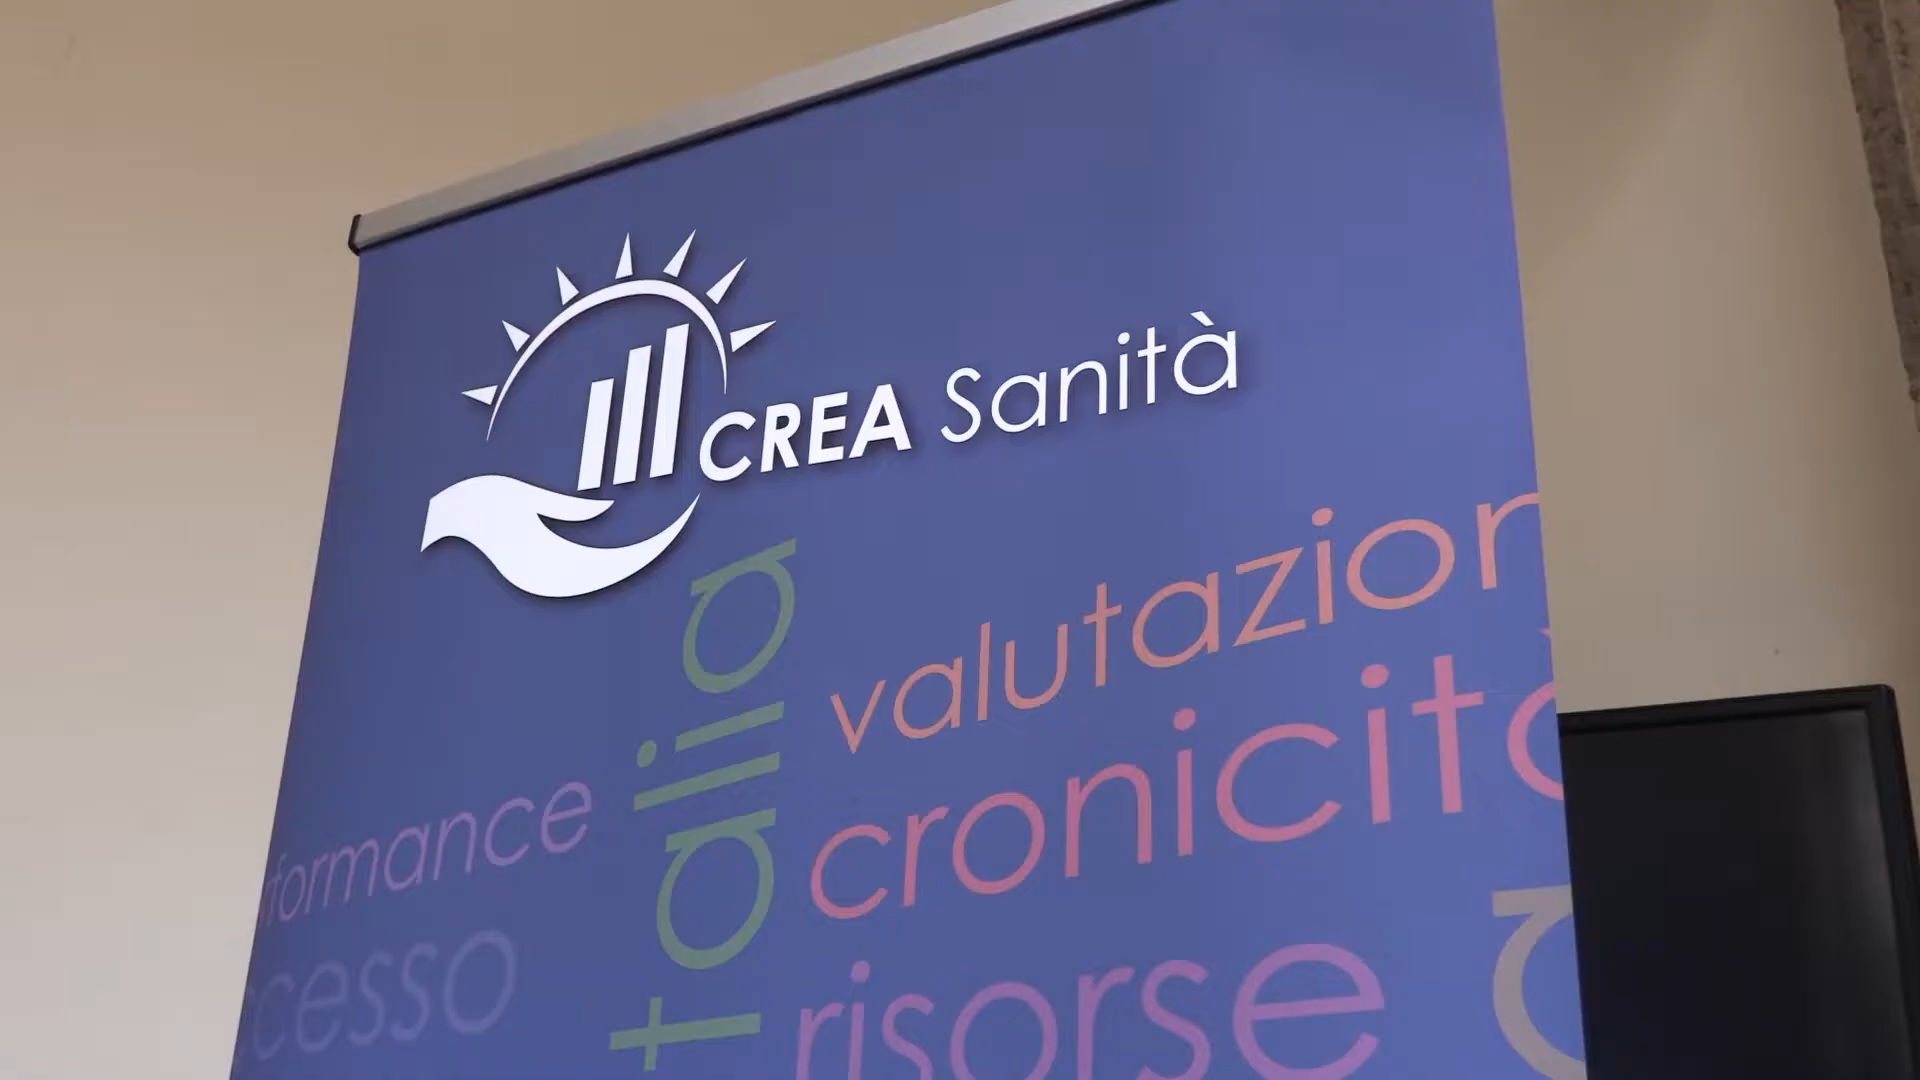 CREA Sanità
valutazion
cronicità
formance
talia
cesso
risorse